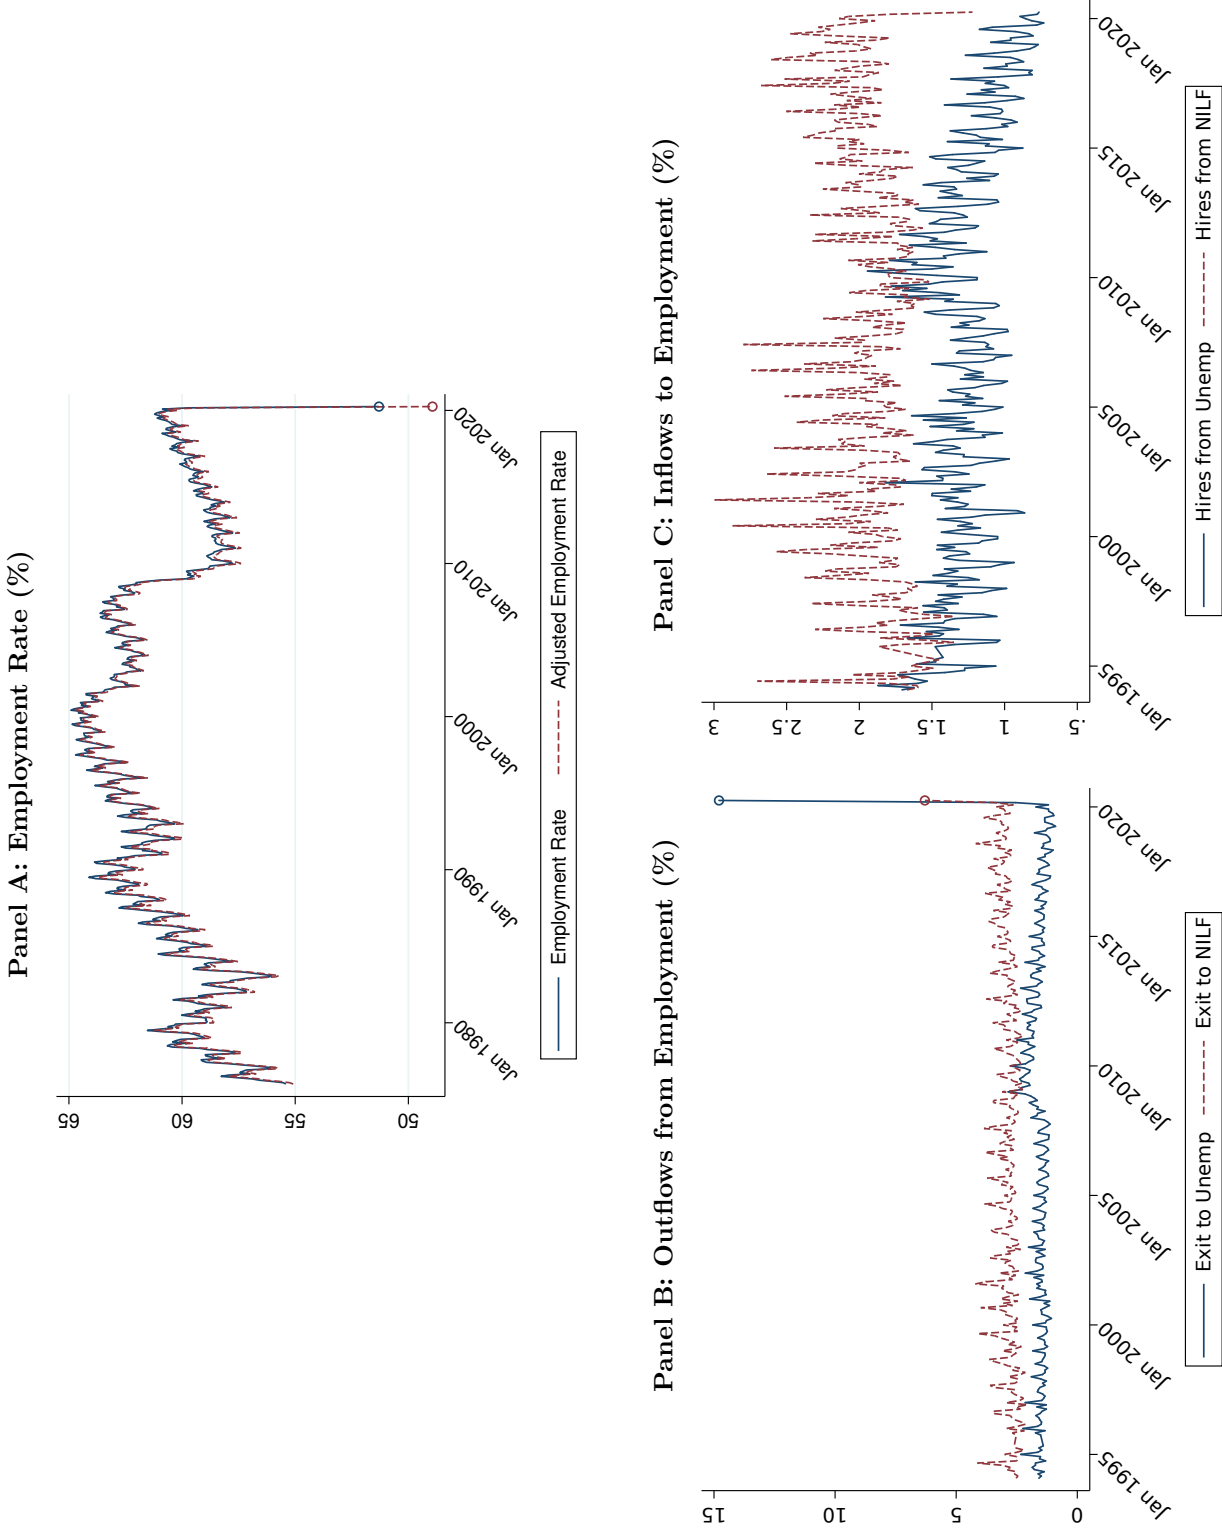 Panel A: Employment Rate (%)
65
60
55
50
Jan 1980
Jan 1990
Jan 2000
Jan 2010
Jan 2020
Employment Rate
Adjusted Employment Rate
Panel B: Outflows from Employment (%)
15
10
5
0
Jan 1995
Jan 2000
Jan 2005
Jan 2010
Jan 2015
Jan 2020
Exit to Unemp
Exit to NILF
Panel C: Inflows to Employment (%)
3
2.5
2
1.5
1
.5
Jan 1995
Jan 2000
Jan 2005
Jan 2010
Jan 2015
Jan 2020
Hires from Unemp
Hires from NILF